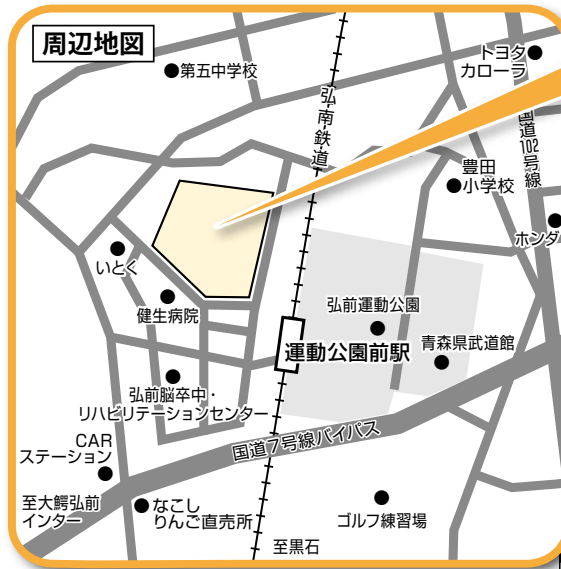 周辺地図
第五中学校
トヨタ
カローラ
弘南鉄道
国道102号線
豊田
小学校
ホンダ
いとく
健生病院
弘前運動公園
運動公園前駅
青森県武道館
弘前脳卒中・
リハビリテーションセンター
国道7号線バイパス
CAR
ステーション
至大鰐弘前
インター
なこし
りんご直売所
ゴルフ練習場
至黒石